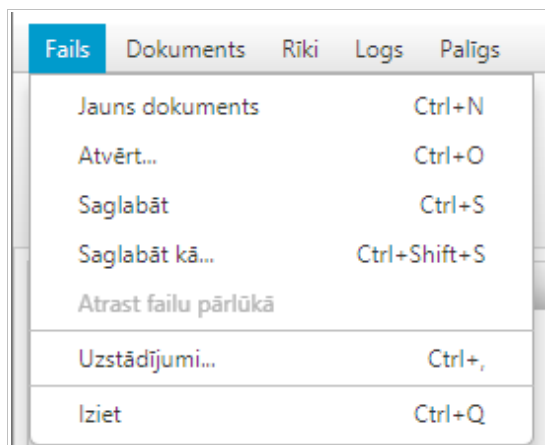 Fails Dokuments Rīki Logs Palīgs
Jauns dokuments Ctrl+N
Atvērt... Ctrl+O
Saglabāt Ctrl+S
Saglabāt kā... Ctrl+Shift+S
Atrast failu pārlūkā
Uzstādījumi... Ctrl+,
Iziet Ctrl+Q